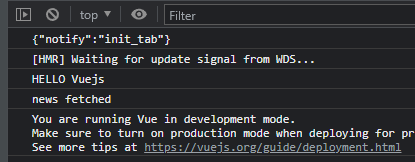 top
Filter
{"notify":"init_tab"}
[HMR] Waiting for update signal from WDS...
HELLO Vuejs
news fetched
You are running Vue in development mode.
Make sure to turn on production mode when deploying for pr
See more tips at https://vuejs.org/guide/deployment.html